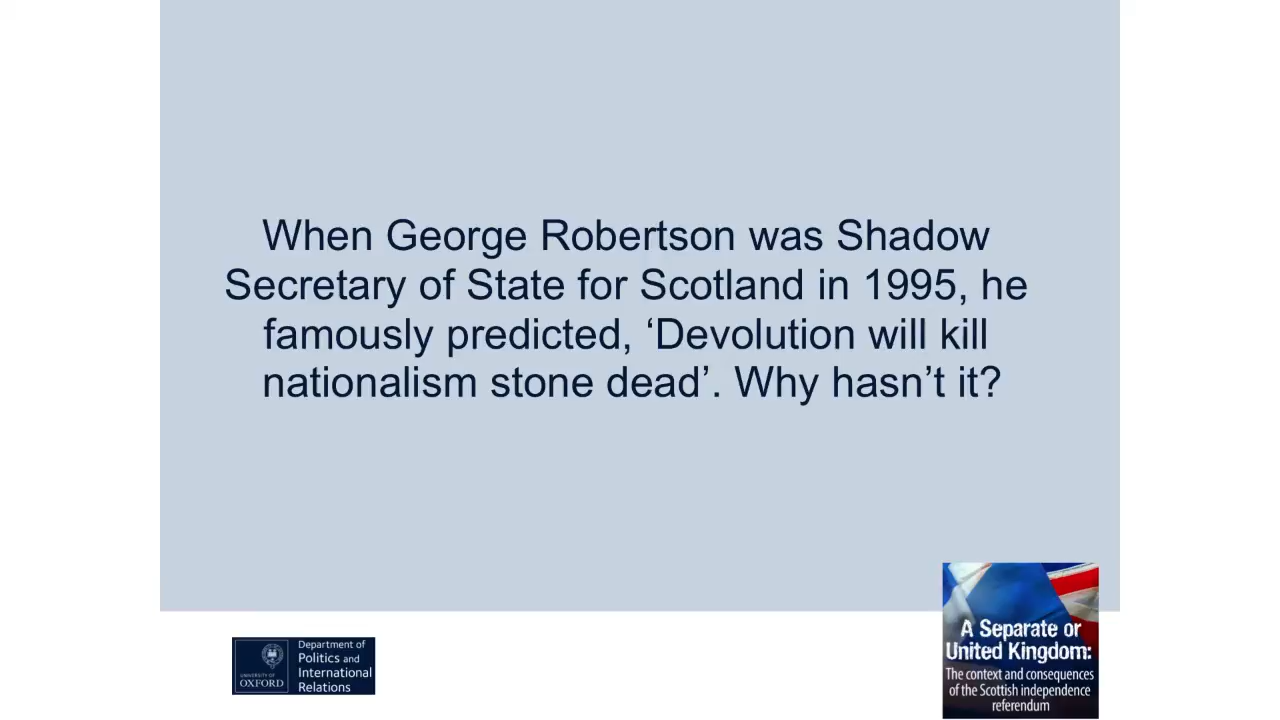 When George Robertson was Shadow
Secretary of State for Scotland in 1995, he
famously predicted, ‘Devolution will kill
nationalism stone dead’. Why hasn’t it?
UNIVERSITY OF
OXFORD
Department of
Politics and
International
Relations
A Separate or
United Kingdom:
The context and consequences
of the Scottish independence
referendum